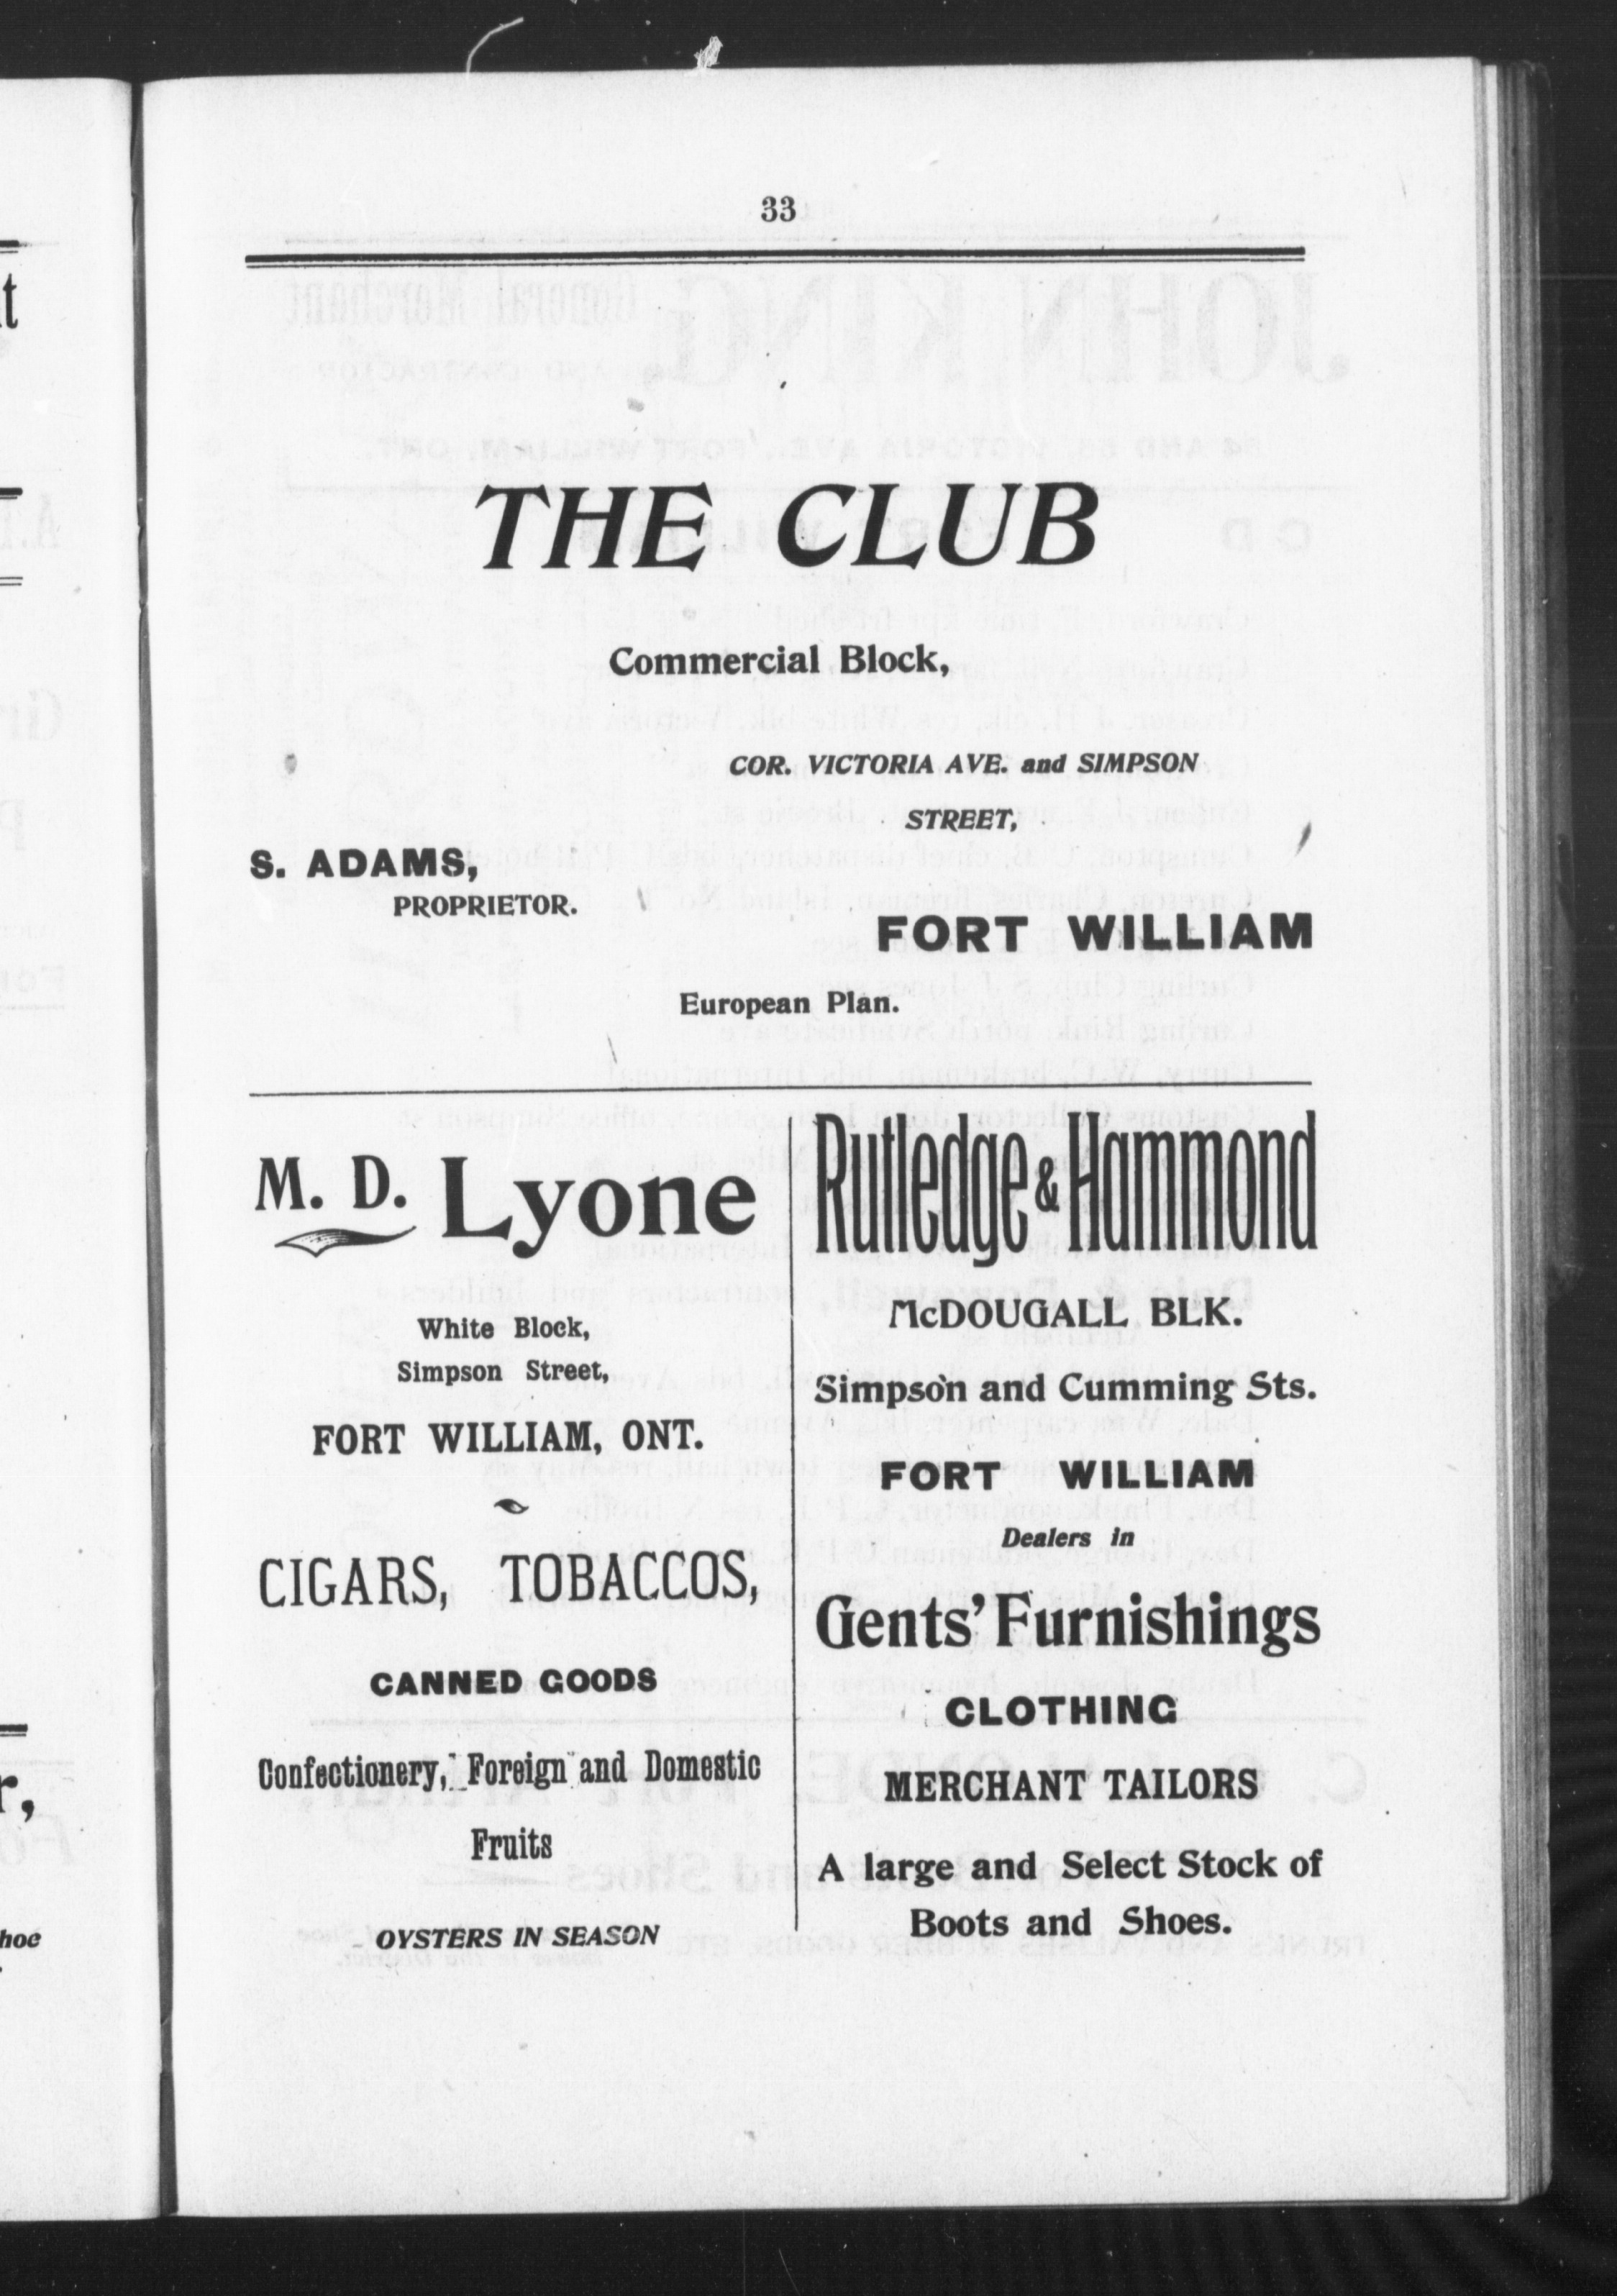 33
THE CLUB
Commercial Block,
COR. VICTORIA AVE. and SIMPSON
STREET,
S. ADAMS,
PROPRIETOR.
FORT WILLIAM
European Plan.
M. D. Lyone
White Block,
Simpson Street,
FORT WILLIAM, ONT.
CIGARS, TOBACCOS,
CANNED GOODS
Confectionery, Foreign and Domestic
Fruits
OYSTERS IN SEASON
Rutledge & Hammond
McDOUGALL BLK.
Simpson and Cumming Sts.
FORT WILLIAM
Dealers in
Gents' Furnishings
CLOTHING
MERCHANT TAILORS
A large and Select Stock of
Boots and Shoes.